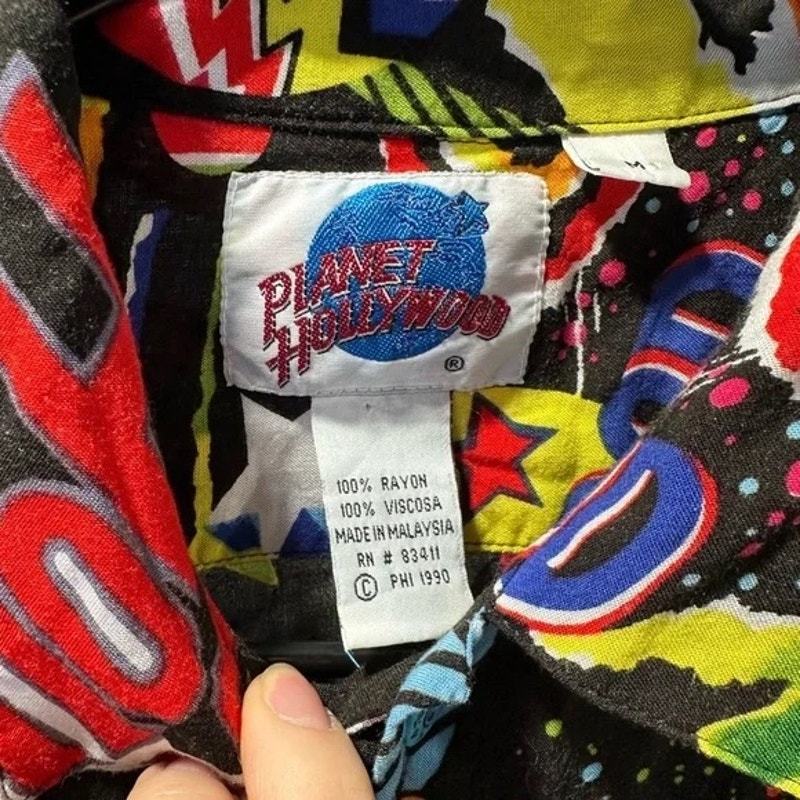 M
PLANET
HOLLYWOOD
®
100% RAYON
100% VISCOSA
MADE IN MALAYSIA
RN # 83411
© PHI 1990